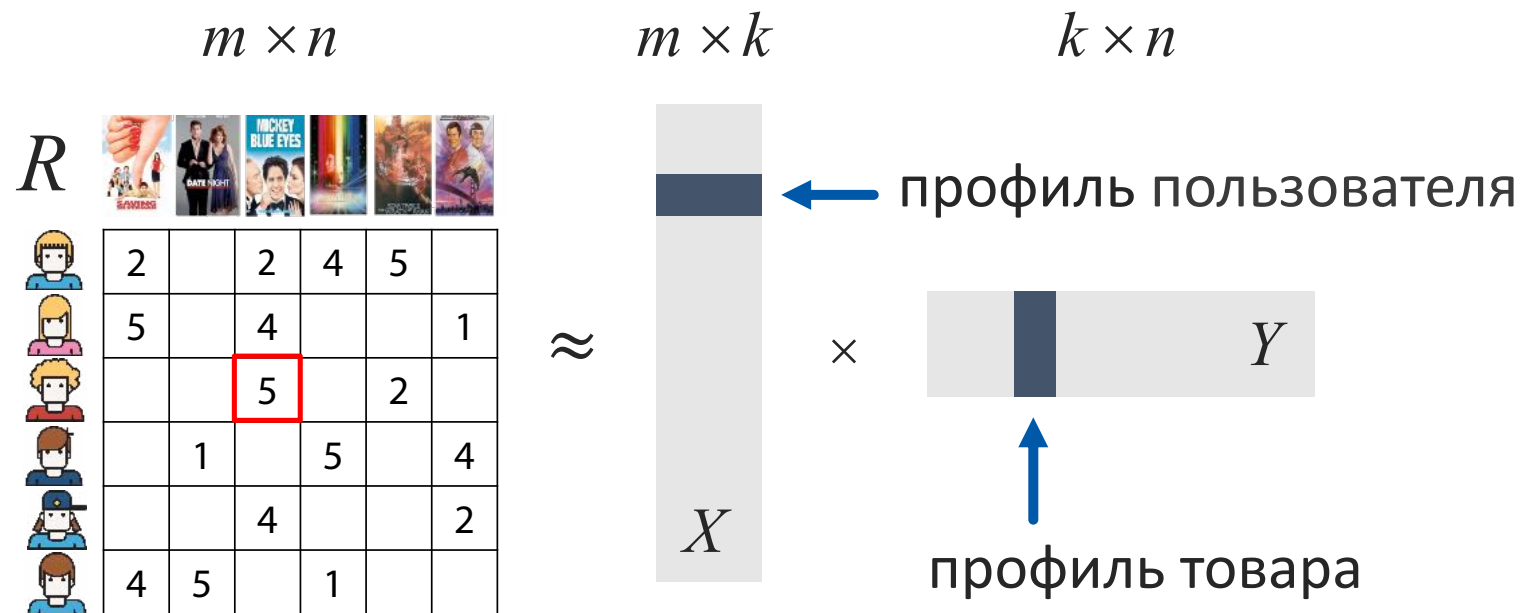 m × n
m × k
k × n
R
SAVING
DATE NIGHT
MICKEY
BLUE EYES
профиль пользователя
2 2 4 5
5 4 1
≈
×
Y
5 2
1 5 4
4 2
X
4 5 1
профиль товара